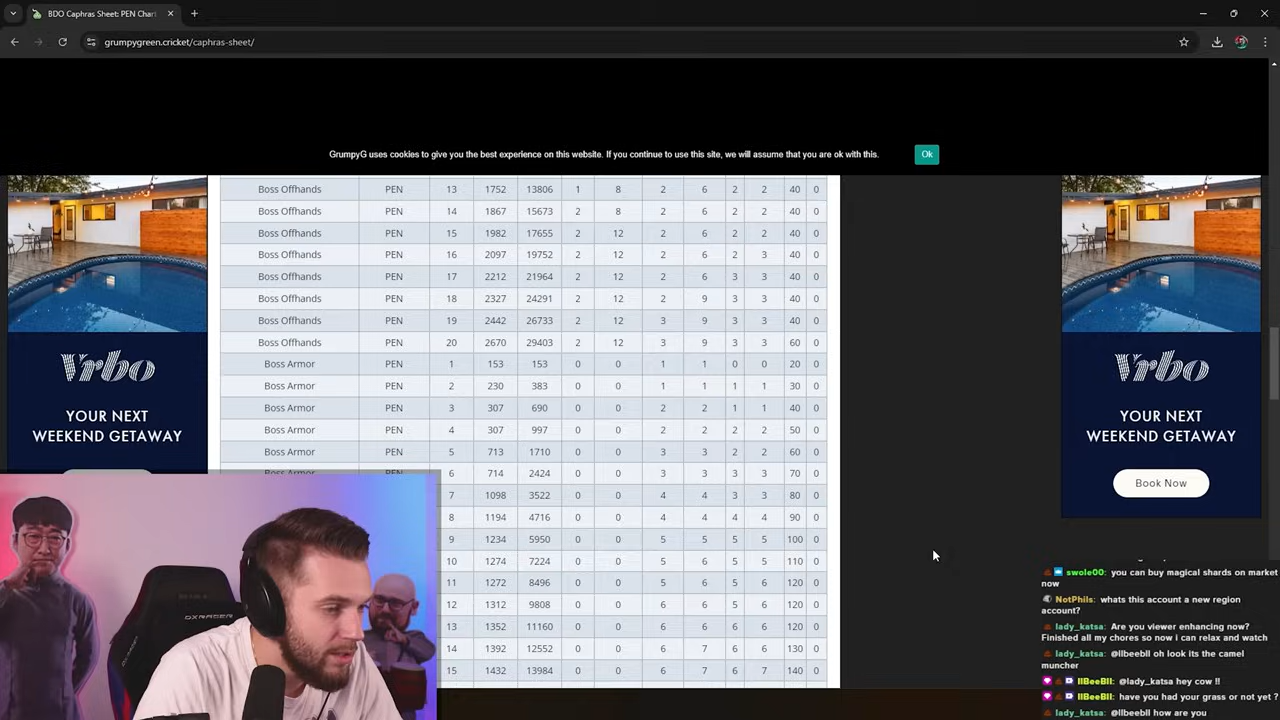 BDO Caphras Sheet: PEN Chart
grumpygreen.cricket/caphras-sheet/
GrumpyG uses cookies to give you the best experience on this website. If you continue to use this site, we will assume that you are ok with this.
Ok
Boss Offhands PEN 13 1752 13806 1 8 2 6 2 2 40 0
Boss Offhands PEN 14 1867 15673 2 8 2 6 2 2 40 0
Boss Offhands PEN 15 1982 17655 2 12 2 6 2 2 40 0
Boss Offhands PEN 16 2097 19752 2 12 2 6 2 3 40 0
Boss Offhands PEN 17 2212 21964 2 12 2 6 3 3 40 0
Boss Offhands PEN 18 2327 24291 2 12 2 9 3 3 40 0
Boss Offhands PEN 19 2442 26733 2 12 3 9 3 3 40 0
Boss Offhands PEN 20 2670 29403 2 12 3 9 3 3 60 0
Boss Armor PEN 1 153 153 0 0 1 1 0 0 20 0
Boss Armor PEN 2 230 383 0 0 1 1 1 1 30 0
Boss Armor PEN 3 307 690 0 0 2 2 1 1 40 0
Boss Armor PEN 4 307 997 0 0 2 2 2 2 50 0
Boss Armor PEN 5 713 1710 0 0 3 3 2 2 60 0
Boss Armor PEN 6 714 2424 0 0 3 3 3 3 70 0
7 1098 3522 0 0 4 4 3 3 80 0
8 1194 4716 0 0 4 4 4 4 90 0
9 1234 5950 0 0 5 5 5 5 100 0
10 1274 7224 0 0 5 6 5 5 110 0
11 1272 8496 0 0 5 6 5 6 120 0
12 1312 9808 0 0 6 6 5 6 120 0
13 1352 11160 0 0 6 6 6 6 120 0
14 1392 12552 0 0 6 7 6 6 130 0
15 1432 13984 0 0 6 7 6 6 140 0
Vrbo
YOUR NEXT
WEEKEND GETAWAY
Vrbo
YOUR NEXT
WEEKEND GETAWAY
Book Now
DXRACER
swole00: you can buy magical shards on market
now
NotPhils: whats this account a new region
account?
lady_katsa: Are you viewer enhancing now?
Finished all my chores so now i can relax and watch
lady_katsa: @llbeebll oh look its the camel
muncher
llBeeBll: @lady_katsa hey cow !!
llBeeBll: have you had your grass or not yet ?
lady_katsa: @llbeebll how are you